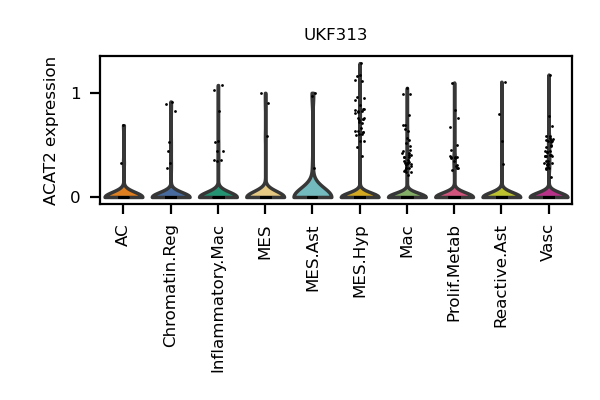 UKF313
ACAT2 expression
1
0
AC
Chromatin.Reg
Inflammatory.Mac
MES
MES.Ast
MES.Hyp
Mac
Prolif.Metab
Reactive.Ast
Vasc